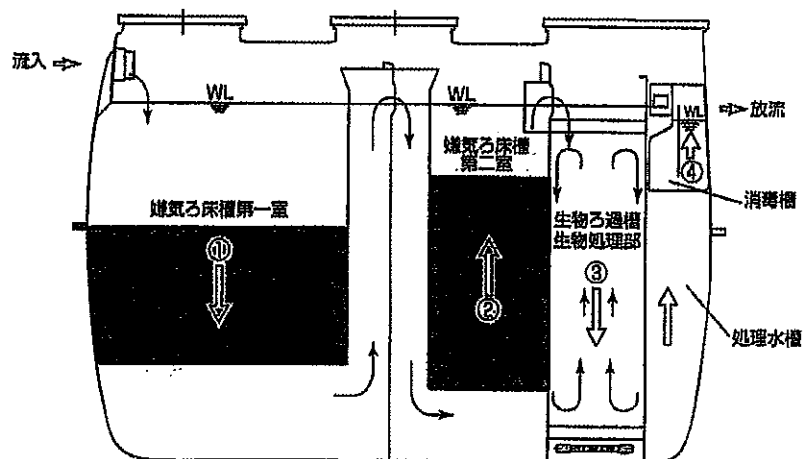 流入
WL
WL
WL
放流
嫌気ろ床槽
第二室
④
消毒槽
嫌気ろ床槽第一室
生物ろ過槽
生物処理部
①
②
③
処理水槽